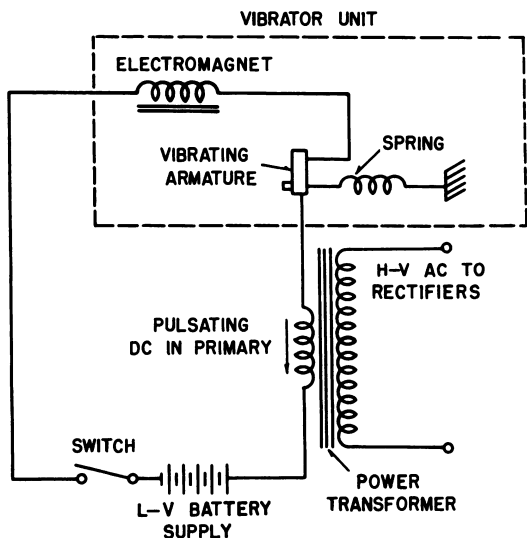 VIBRATOR UNIT
ELECTROMAGNET
VIBRATING
ARMATURE
SPRING
H-V AC TO
RECTIFIERS
PULSATING
DC IN PRIMARY
SWITCH
L-V BATTERY
SUPPLY
POWER
TRANSFORMER